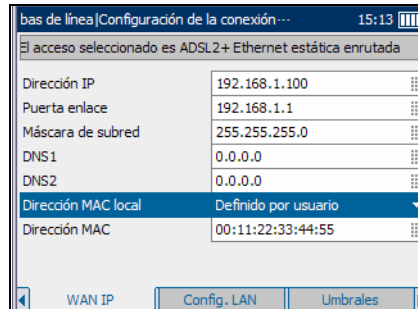 bas de línea|Configuración de la conexión··· 15:13
El acceso seleccionado es ADSL2+ Ethernet estática enrutada
Dirección IP 192.168.1.100
Puerta enlace 192.168.1.1
Máscara de subred 255.255.255.0
DNS1 0.0.0.0
DNS2 0.0.0.0
Dirección MAC local Definido por usuario
Dirección MAC 00:11:22:33:44:55
WAN IP Config. LAN Umbrales